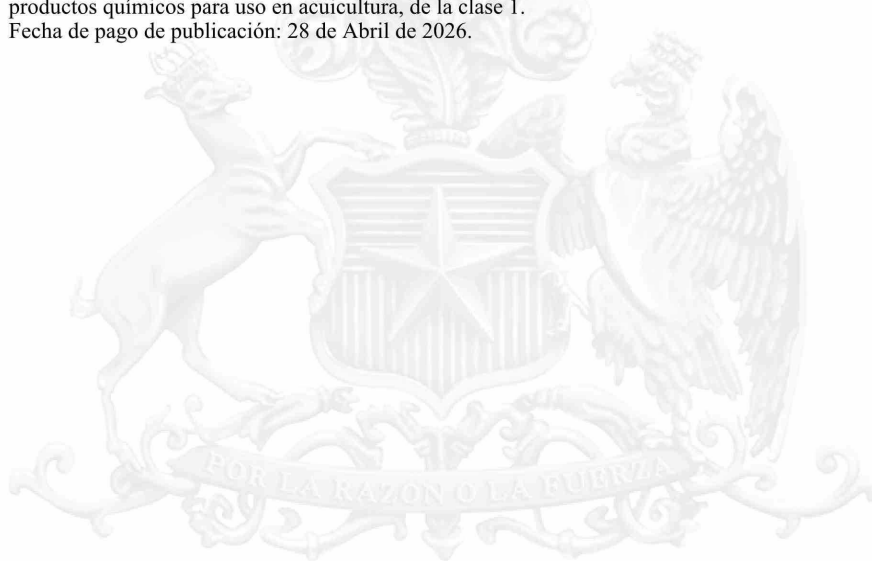 productos químicos para uso en acuicultura, de la clase 1.
Fecha de pago de publicación: 28 de Abril de 2026.
POR LA RAZÓN O LA FUERZA